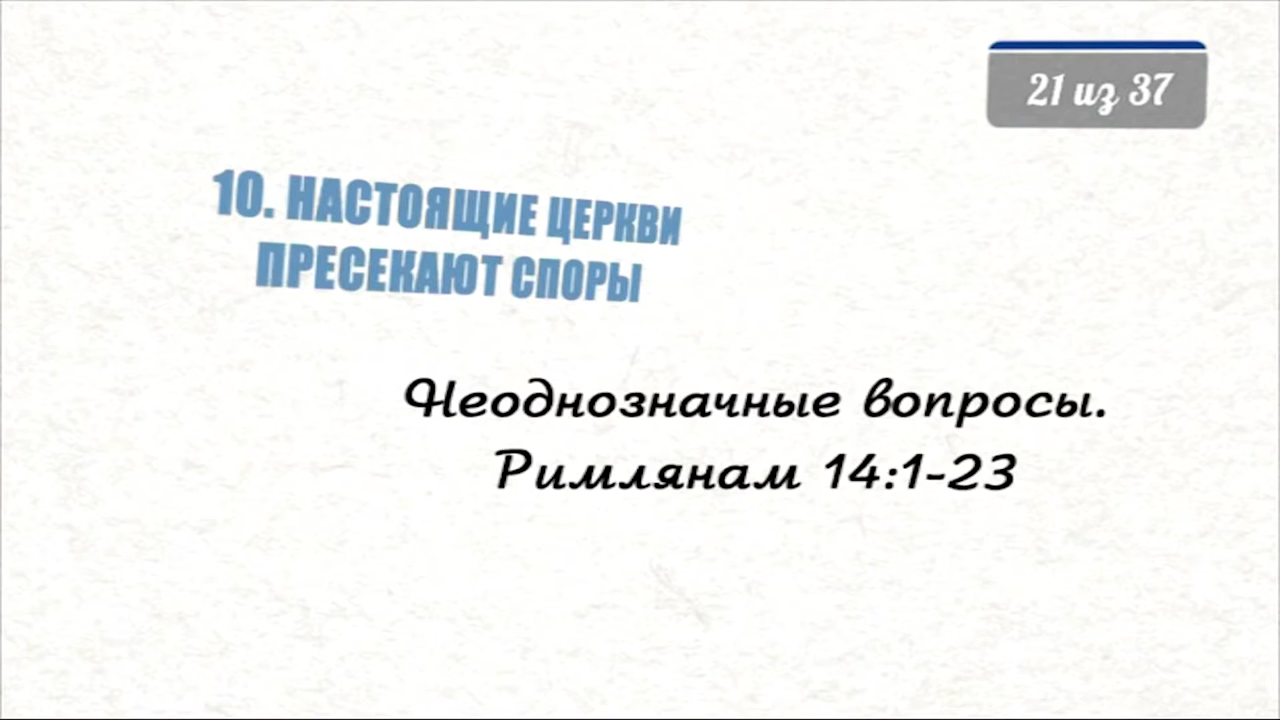 21 из 37
10. НАСТОЯЩИЕ ЦЕРКВИ
ПРЕСЕКАЮТ СПОРЫ
Неоднозначные вопросы.
Римлянам 14:1-23